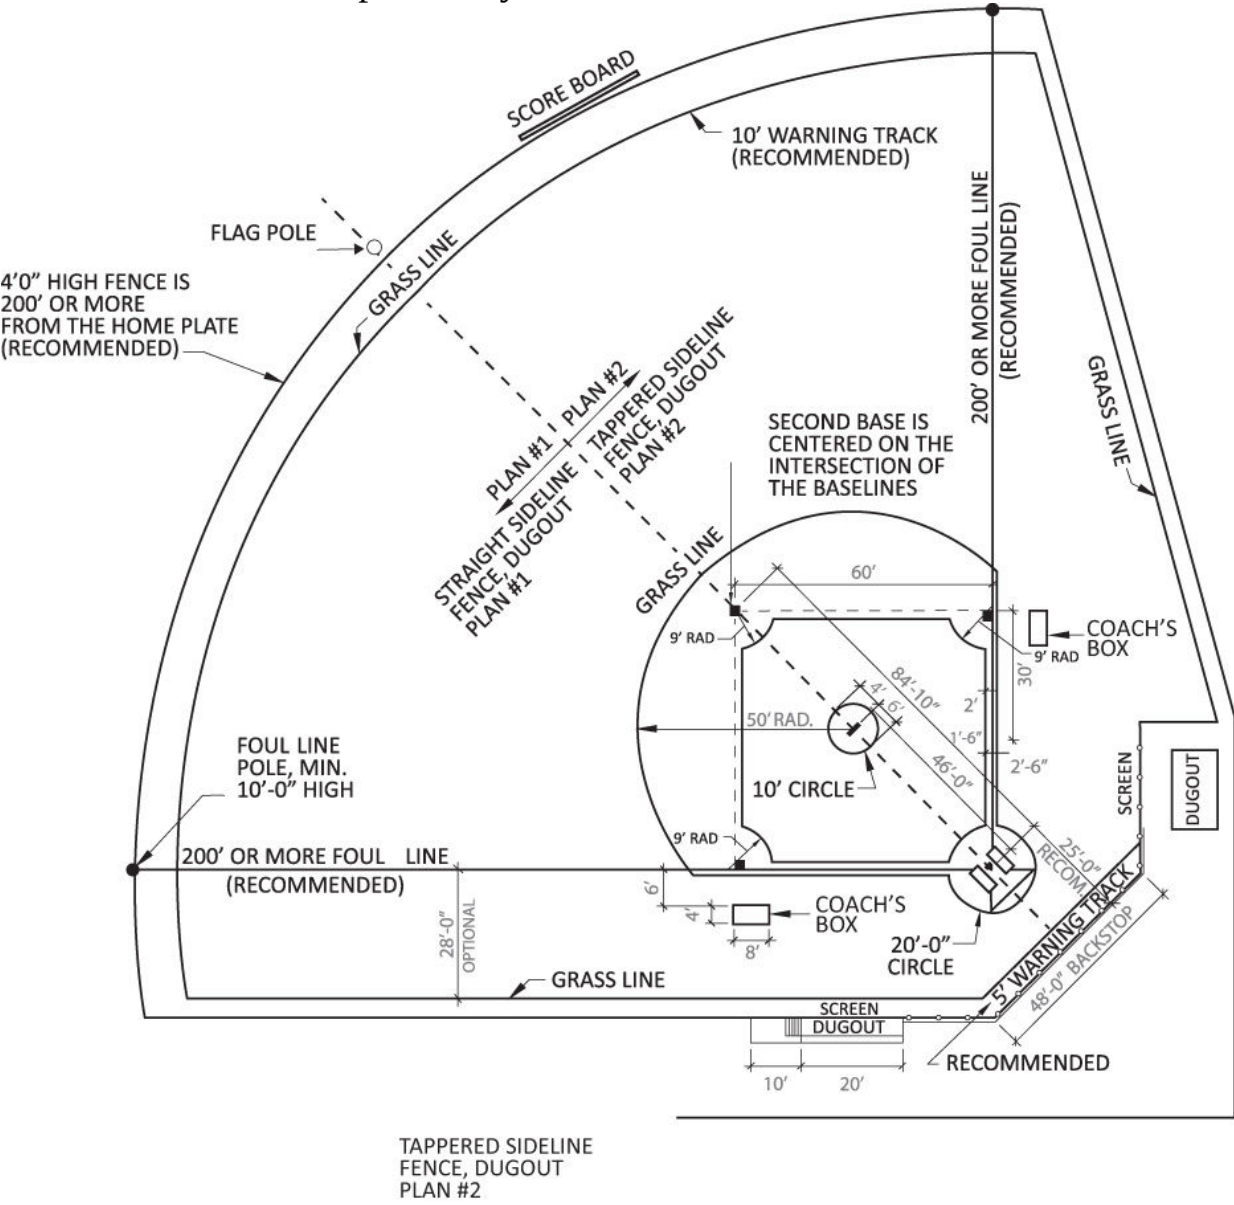 SCORE BOARD
10' WARNING TRACK
(RECOMMENDED)
FLAG POLE
GRASS LINE
4'0" HIGH FENCE IS
200' OR MORE
FROM THE HOME PLATE
(RECOMMENDED)
200' OR MORE FOUL LINE
(RECOMMENDED)
GRASS LINE
PLAN #1
PLAN #2
STRAIGHT SIDELINE
FENCE, DUGOUT
PLAN #1
TAPPERED SIDELINE
FENCE, DUGOUT
PLAN #2
SECOND BASE IS
CENTERED ON THE
INTERSECTION OF
THE BASELINES
GRASS LINE
60'
9' RAD
9' RAD
COACH'S
BOX
30'
84'-10"
4'
6'
50' RAD.
2'
1'-6"
2'-6"
46'-0"
10' CIRCLE
FOUL LINE
POLE, MIN.
10'-0" HIGH
SCREEN
DUGOUT
9' RAD
200' OR MORE FOUL LINE
(RECOMMENDED)
25'-0"
RECOM.
6'
4'
8'
COACH'S
BOX
28'-0"
OPTIONAL
20'-0"
CIRCLE
5' WARNING TRACK
48'-0" BACKSTOP
GRASS LINE
SCREEN
DUGOUT
RECOMMENDED
10'
20'
TAPPERED SIDELINE
FENCE, DUGOUT
PLAN #2